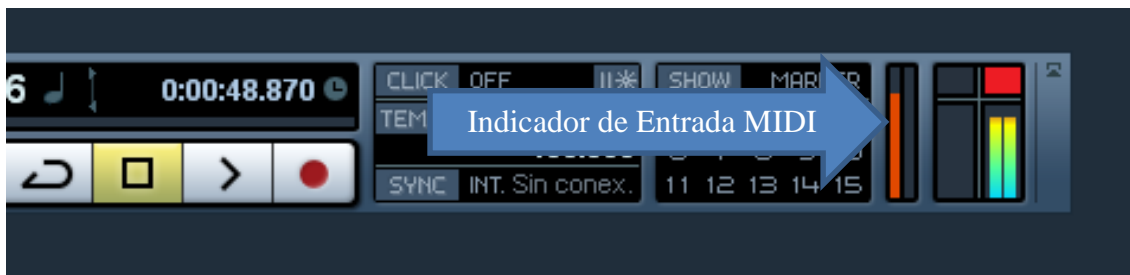 6 0:00:48.870
CLICK OFF
SHOW MARKER
Indicador de Entrada MIDI
SYNC INT. Sin conex.
11 12 13 14 15